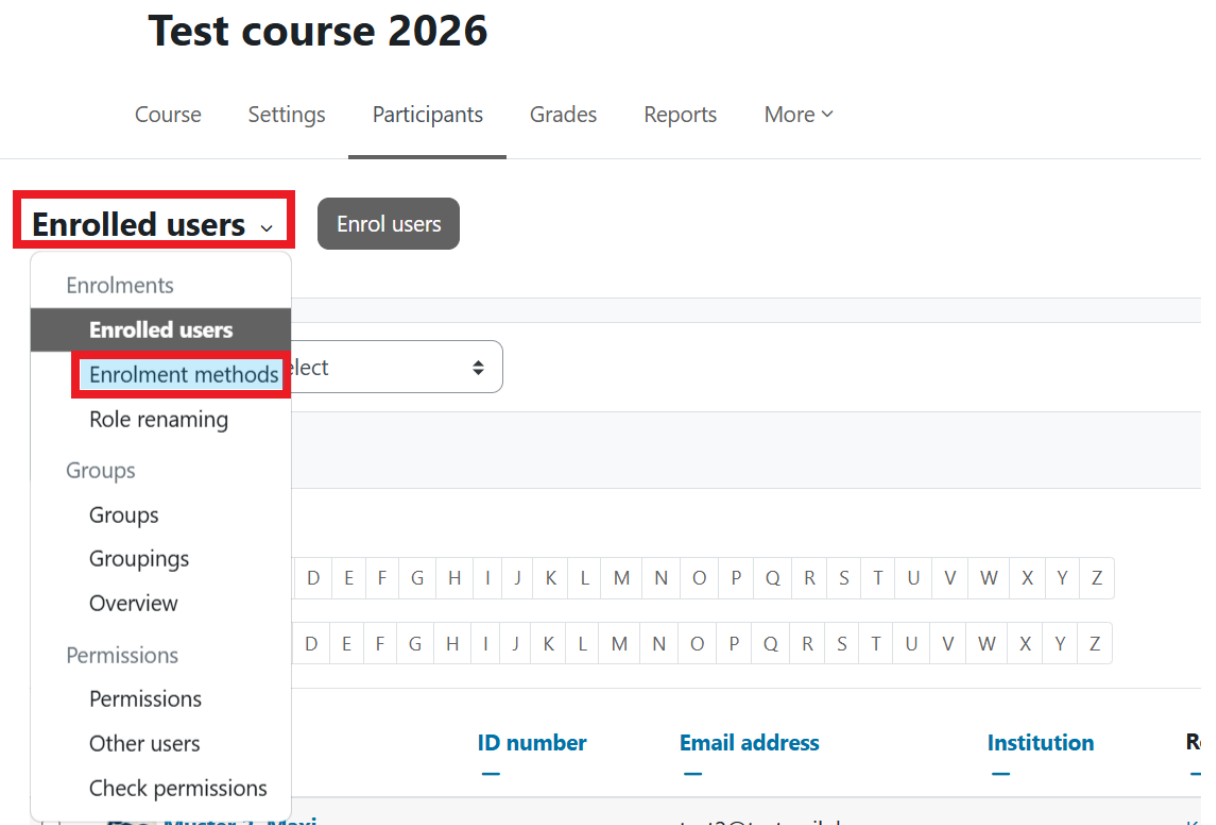 Test course 2026
Course Settings Participants Grades Reports More
Enrolled users Enrol users
Enrolments
Enrolled users
Enrolment methods elect
Role renaming
Groups
Groups
Groupings
Overview
D E F G H I J K L M N O P Q R S T U V W X Y Z
D E F G H I J K L M N O P Q R S T U V W X Y Z
Permissions
Permissions
ID number Email address Institution
Other users
Check permissions